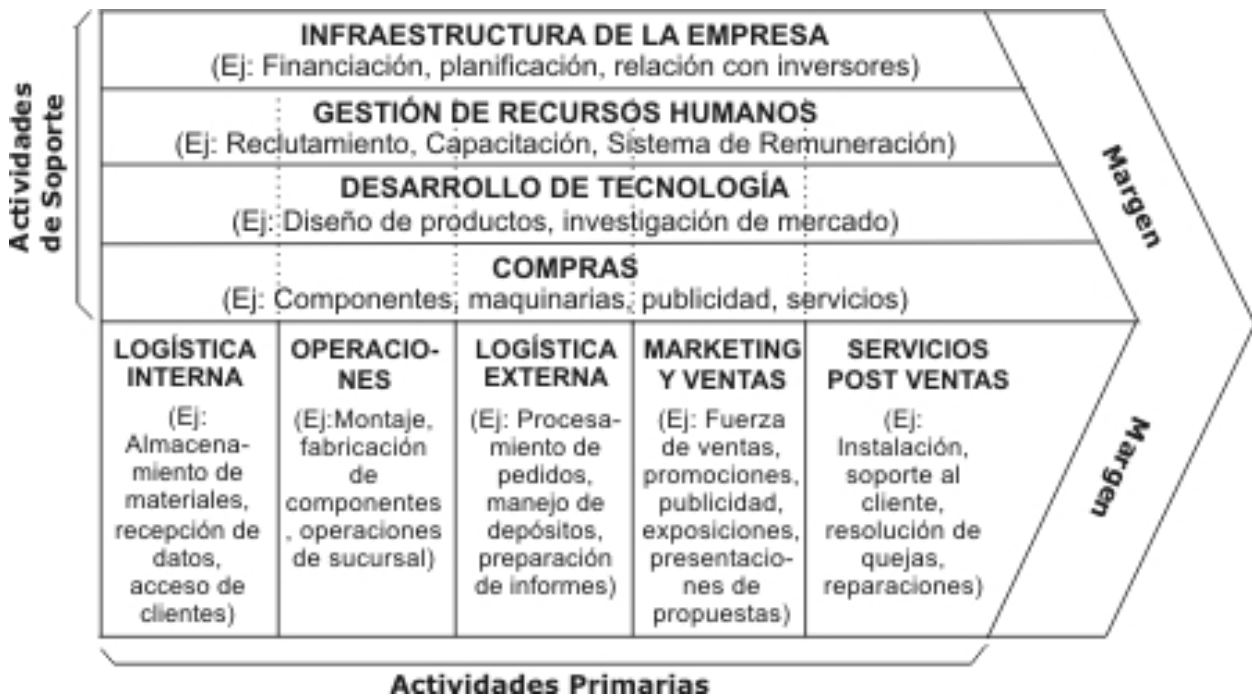 Actividades
de Soporte
INFRAESTRUCTURA DE LA EMPRESA
(Ej: Financiación, planificación, relación con inversores)
GESTIÓN DE RECURSOS HUMANOS
(Ej: Reclutamiento, Capacitación, Sistema de Remuneración)
DESARROLLO DE TECNOLOGÍA
(Ej: Diseño de productos, investigación de mercado)
COMPRAS
(Ej: Componentes, maquinarias, publicidad, servicios)
LOGÍSTICA
INTERNA
(Ej:
Almacena-
miento de
materiales,
recepción de
datos,
acceso de
clientes)
OPERACIO-
NES
(Ej:Montaje,
fabricación
de
componentes
, operaciones
de sucursal)
LOGÍSTICA
EXTERNA
(Ej: Procesa-
miento de
pedidos,
manejo de
depósitos,
preparación
de informes)
MARKETING
Y VENTAS
(Ej: Fuerza
de ventas,
promociones,
publicidad,
exposiciones,
presentacio-
nes de
propuestas)
SERVICIOS
POST VENTAS
(Ej:
Instalación,
soporte al
cliente,
resolución de
quejas,
reparaciones)
Margen
Margen
Actividades Primarias